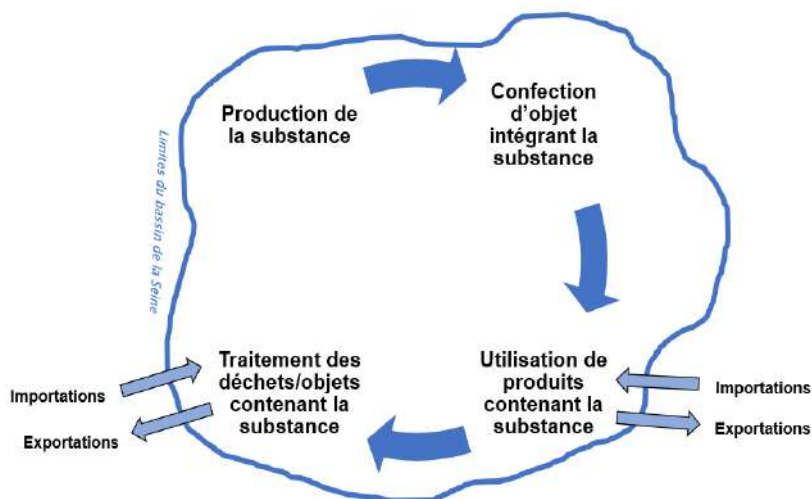 Production de
la substance
Confection
d'objet
intégrant la
substance
Limites du bassin de la Seine
Traitement des
déchets/objets
contenant la
substance
Utilisation de
produits
contenant la
substance
Importations
Exportations
Importations
Exportations